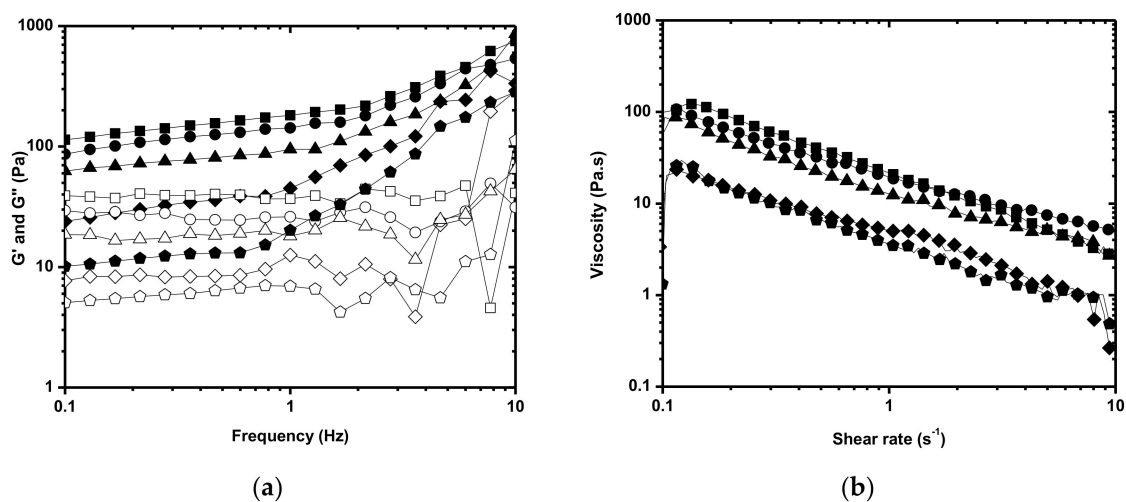 1000
100
10
1
G' and G'' (Pa)
0.1 1 10
Frequency (Hz)
(a)
1000
100
10
1
0.1
Viscosity (Pa.s)
0.1 1 10
Shear rate (s⁻¹)
(b)